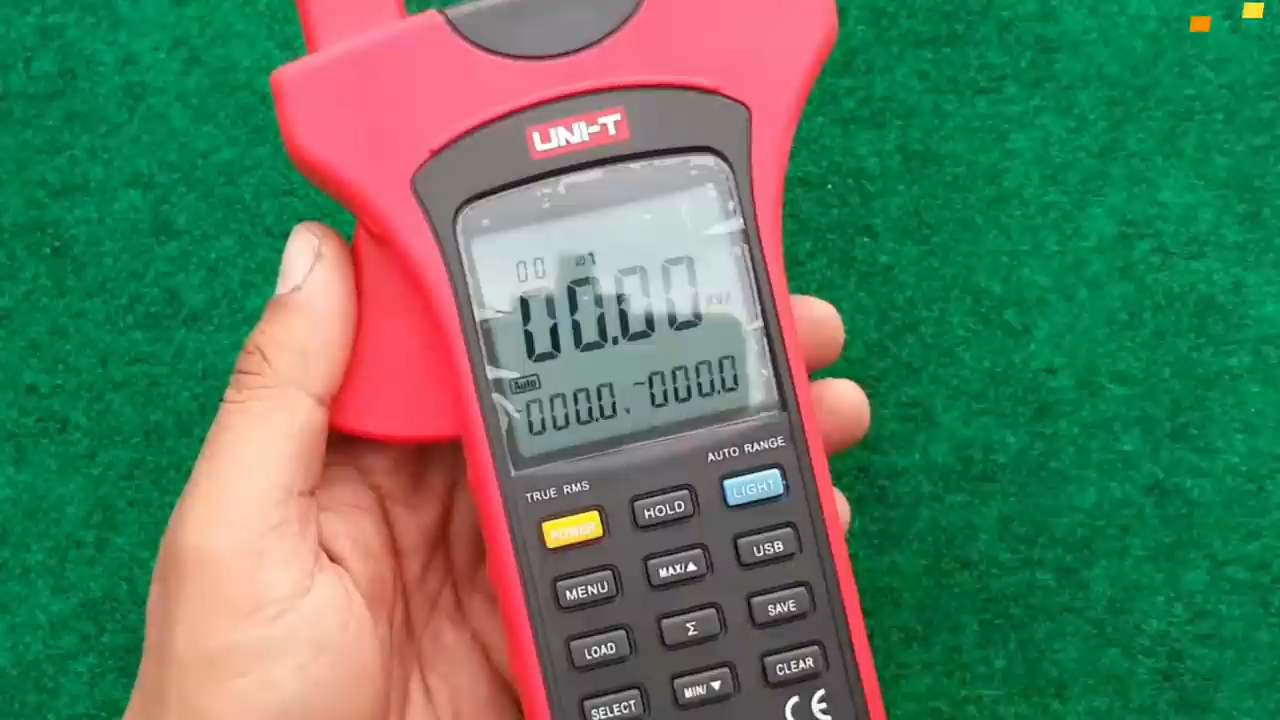 UNI-T
00 Ø1
00.00
Auto
000.0 ~000.0
TRUE RMS
AUTO RANGE
POWER
HOLD
LIGHT
MENU
MAX/▲
USB
LOAD
Σ
SAVE
SELECT
MIN/▼
CLEAR
CE